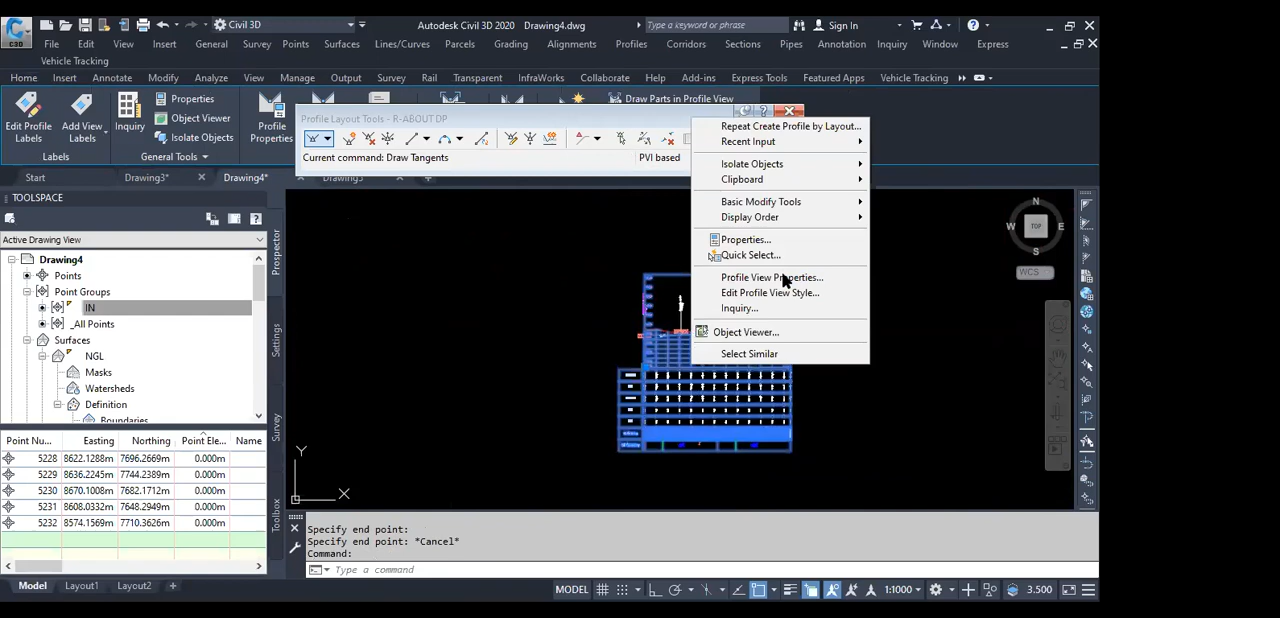 Civil 3D
Autodesk Civil 3D 2020 Drawing4.dwg
Type a keyword or phrase
Sign In
C3D
File Edit View Insert General Survey Points Surfaces Lines/Curves Parcels Grading Alignments Profiles Corridors Sections Pipes Annotation Inquiry Window Express
Vehicle Tracking
Home Insert Annotate Modify Analyze View Manage Output Survey Rail Transparent InfraWorks Collaborate Help Add-ins Express Tools Featured Apps Vehicle Tracking
Edit Profile Labels
Add View Labels
Inquiry
Properties
Object Viewer
Isolate Objects
Profile Properties
Draw Parts in Profile View
Labels
General Tools
Profile Layout Tools - R-ABOUT DP
Current command: Draw Tangents
PVI based
Repeat Create Profile by Layout...
Recent Input
Isolate Objects
Clipboard
Basic Modify Tools
Display Order
Properties...
Quick Select...
Profile View Properties...
Edit Profile View Style...
Inquiry...
Object Viewer...
Select Similar
Start Drawing3* Drawing4* Drawing5
TOOLSPACE
Active Drawing View
Drawing4
Points
Point Groups
IN
_All Points
Surfaces
NGL
Masks
Watersheds
Definition
Boundaries
Prospector
Settings
Survey
Toolbox
Point Nu... Easting Northing Point Ele... Name
5228 8622.1288m 7696.2669m 0.000m
5229 8636.2245m 7744.2389m 0.000m
5230 8670.1008m 7682.1712m 0.000m
5231 8608.0332m 7648.2949m 0.000m
5232 8574.1569m 7710.3626m 0.000m
N
W TOP E
S
WCS
Y
X
Specify end point:
Specify end point: *Cancel*
Command:
Type a command
Model Layout1 Layout2 +
MODEL
1:1000
3.500